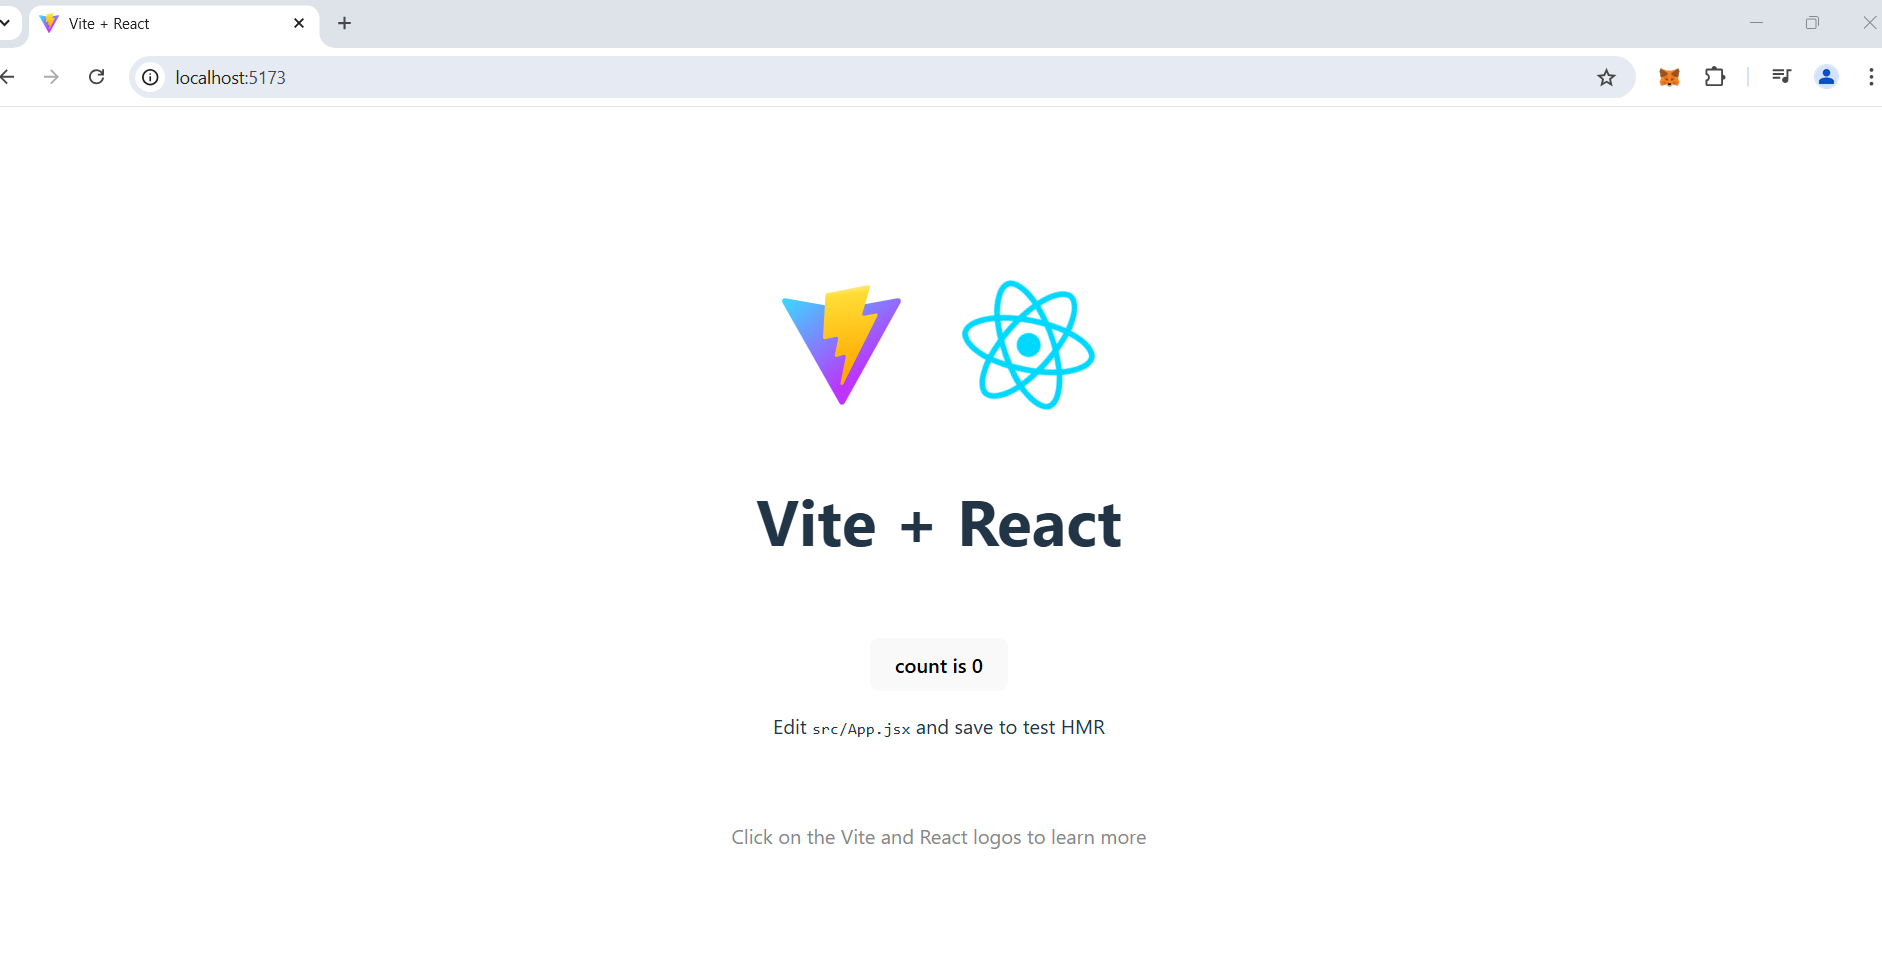 Vite + React
localhost:5173
Vite + React
count is 0
Edit src/App.jsx and save to test HMR
Click on the Vite and React logos to learn more